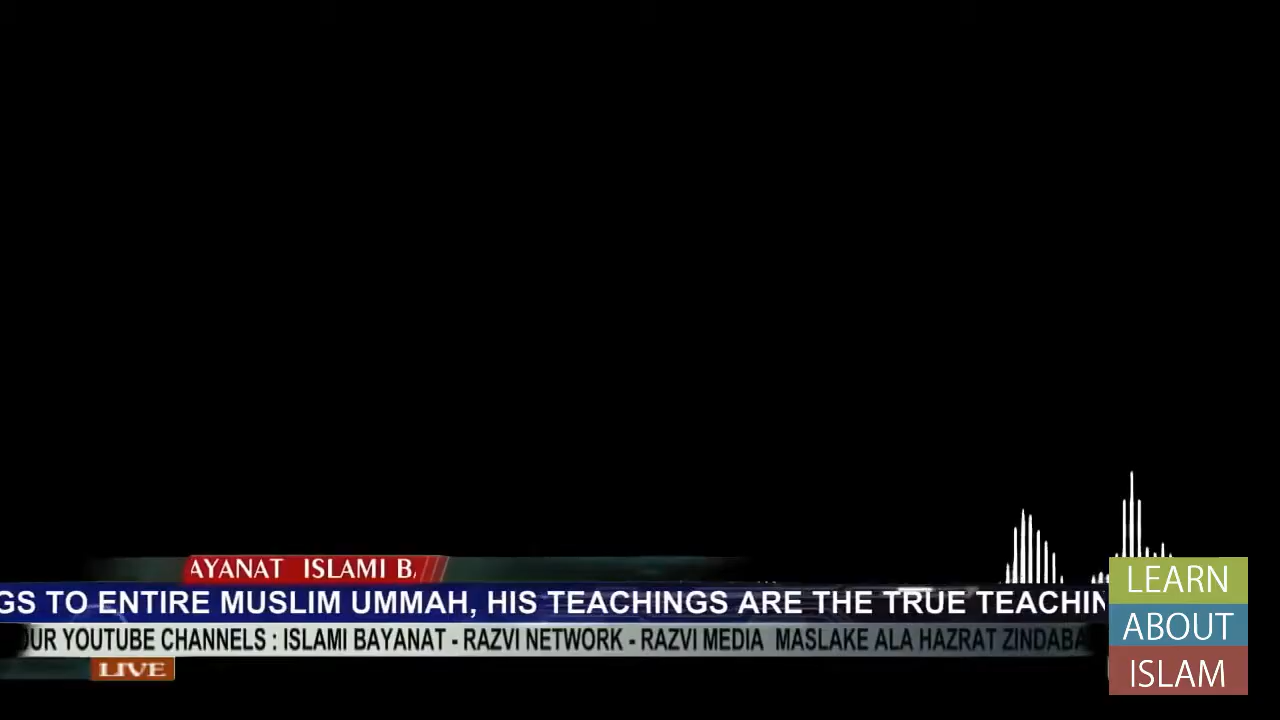 AYANAT ISLAMI B
GS TO ENTIRE MUSLIM UMMAH, HIS TEACHINGS ARE THE TRUE TEACHIN
OUR YOUTUBE CHANNELS : ISLAMI BAYANAT - RAZVI NETWORK - RAZVI MEDIA MASLAKE ALA HAZRAT ZINDABA
LIVE
LEARN
ABOUT
ISLAM